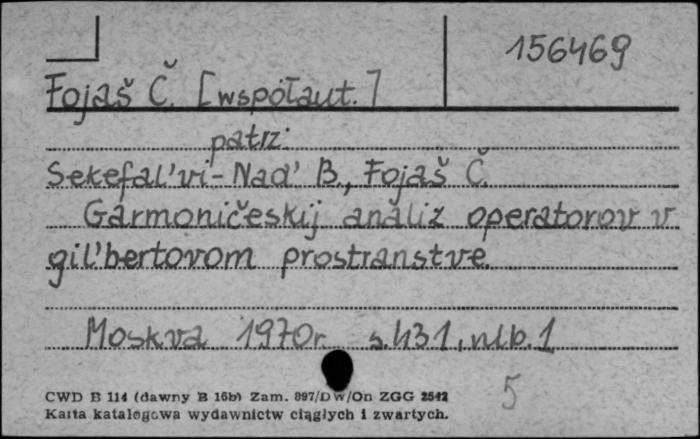 156469
Fojaš Č. [współaut.]
patrz:
Sekefal'vi-Nad' B., Fojaš Č.
Garmoničeskij analiz operatorov v
gil'bertovom prostranstve.
Moskva 1970r. s.431, nlb.1
5
CWD B 114 (dawny B 16b) Zam. 897/DW/On ZGG 2542
Karta katalogowa wydawnictw ciągłych i zwartych.